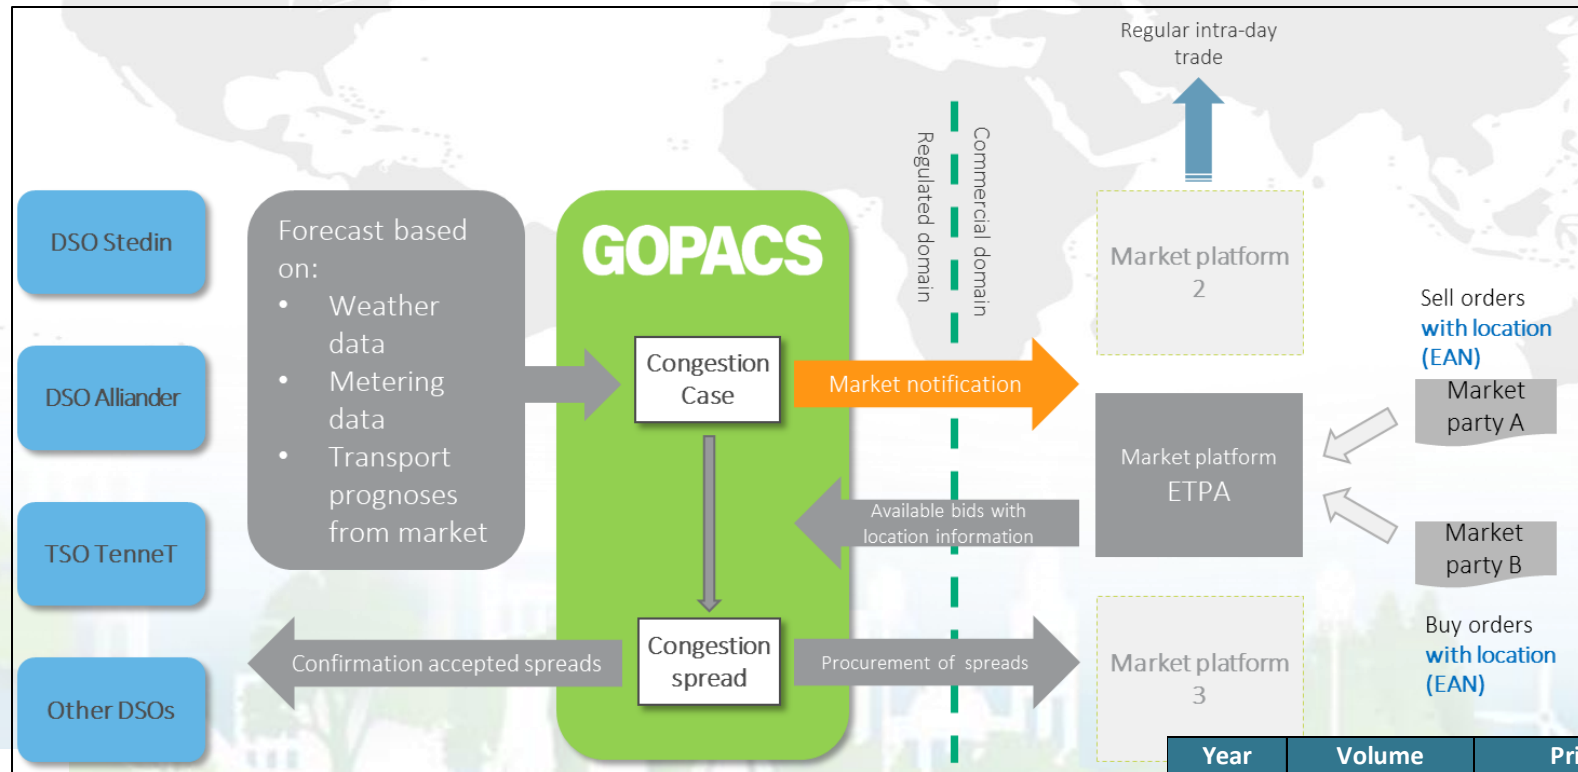 Regular intra-day
trade
Regulated domain
Commercial domain
DSO Stedin
DSO Alliander
TSO TenneT
Other DSOs
Forecast based
on:
• Weather
data
• Metering
data
• Transport
prognoses
from market
GOPACS
Congestion
Case
Market notification
Available bids with
location information
Congestion
spread
Confirmation accepted spreads
Procurement of spreads
Market platform
2
Market platform
ETPA
Market platform
3
Sell orders
with location
(EAN)
Market
party A
Market
party B
Buy orders
with location
(EAN)
Year Volume